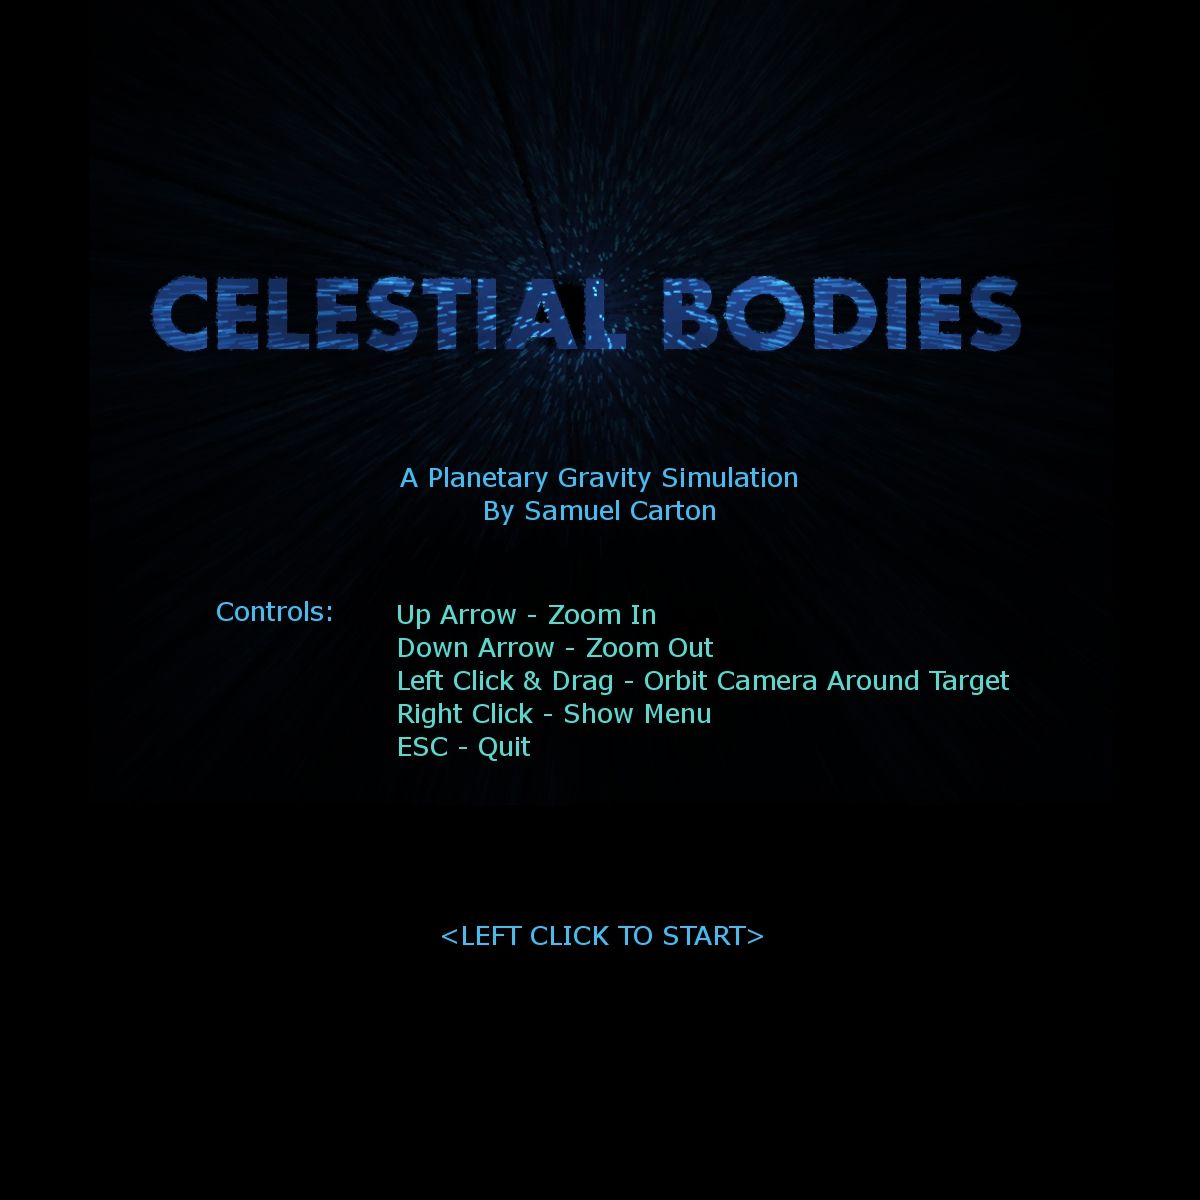 CELESTIAL BODIES
A Planetary Gravity Simulation
By Samuel Carton
Controls:
Up Arrow - Zoom In
Down Arrow - Zoom Out
Left Click & Drag - Orbit Camera Around Target
Right Click - Show Menu
ESC - Quit
<LEFT CLICK TO START>